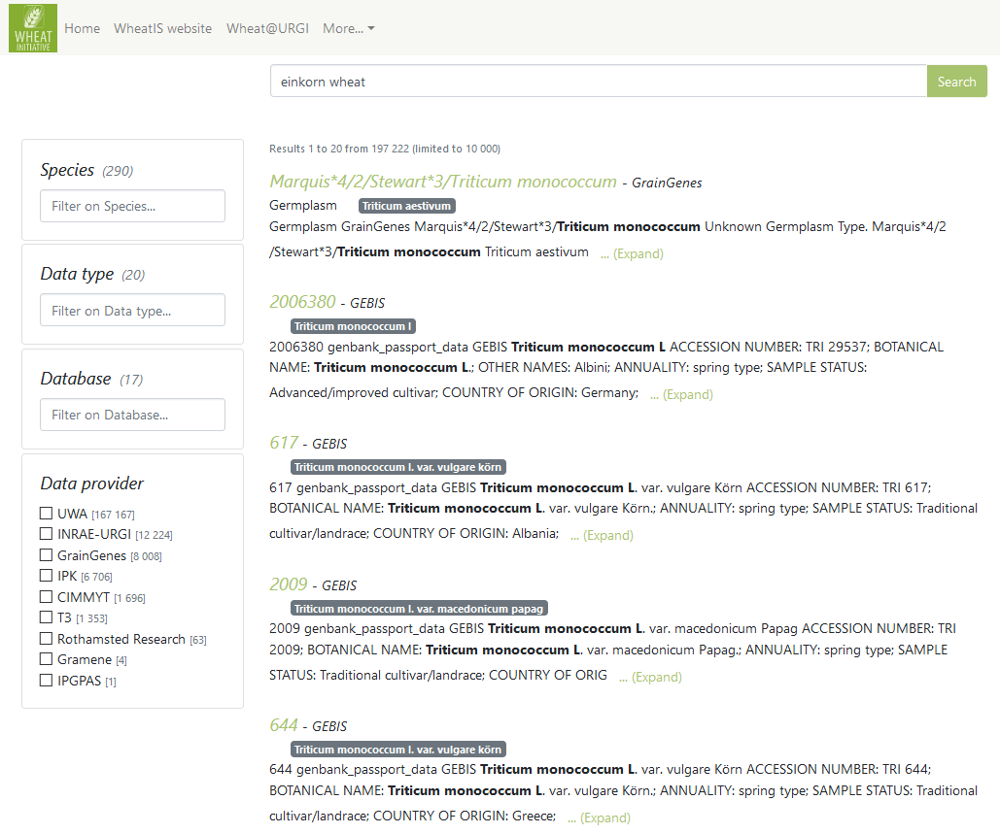 WHEAT
INITIATIVE
Home WheatIS website Wheat@URGI More...
einkorn wheat Search
Species (290)
Filter on Species...
Data type (20)
Filter on Data type...
Database (17)
Filter on Database...
Data provider
UWA [167 167]
INRAE-URGI [12 224]
GrainGenes [8 008]
IPK [6 706]
CIMMYT [1 696]
T3 [1 353]
Rothamsted Research [63]
Gramene [4]
IPGPAS [1]
Results 1 to 20 from 197 222 (limited to 10 000)
Marquis*4/2/Stewart*3/Triticum monococcum - GrainGenes
Germplasm Triticum aestivum
Germplasm GrainGenes Marquis*4/2/Stewart*3/Triticum monococcum Unknown Germplasm Type. Marquis*4/2
/Stewart*3/Triticum monococcum Triticum aestivum ... (Expand)
2006380 - GEBIS
Triticum monococcum l
2006380 genbank_passport_data GEBIS Triticum monococcum L ACCESSION NUMBER: TRI 29537; BOTANICAL
NAME: Triticum monococcum L.; OTHER NAMES: Albini; ANNUALITY: spring type; SAMPLE STATUS:
Advanced/improved cultivar; COUNTRY OF ORIGIN: Germany; ... (Expand)
617 - GEBIS
Triticum monococcum l. var. vulgare körn
617 genbank_passport_data GEBIS Triticum monococcum L. var. vulgare Körn ACCESSION NUMBER: TRI 617;
BOTANICAL NAME: Triticum monococcum L. var. vulgare Körn.; ANNUALITY: spring type; SAMPLE STATUS: Traditional
cultivar/landrace; COUNTRY OF ORIGIN: Albania; ... (Expand)
2009 - GEBIS
Triticum monococcum l. var. macedonicum papag
2009 genbank_passport_data GEBIS Triticum monococcum L. var. macedonicum Papag ACCESSION NUMBER: TRI
2009; BOTANICAL NAME: Triticum monococcum L. var. macedonicum Papag.; ANNUALITY: spring type; SAMPLE
STATUS: Traditional cultivar/landrace; COUNTRY OF ORIG ... (Expand)
644 - GEBIS
Triticum monococcum l. var. vulgare körn
644 genbank_passport_data GEBIS Triticum monococcum L. var. vulgare Körn ACCESSION NUMBER: TRI 644;
BOTANICAL NAME: Triticum monococcum L. var. vulgare Körn.; ANNUALITY: spring type; SAMPLE STATUS: Traditional
cultivar/landrace; COUNTRY OF ORIGIN: Greece; ... (Expand)